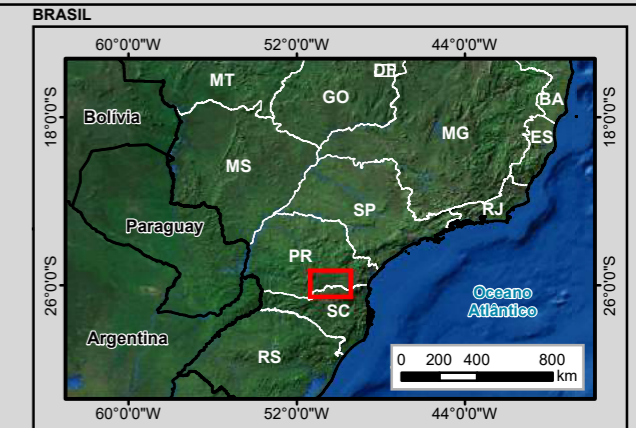 BRASIL
60°0'0"W 52°0'0"W 44°0'0"W
18°0'0"S
18°0'0"S
26°0'0"S
26°0'0"S
MT
GO
DF
BA
Bolívia
MG
ES
MS
SP
RJ
Paraguay
PR
Oceano
Atlântico
SC
Argentina
RS
0 200 400 800
km
60°0'0"W 52°0'0"W 44°0'0"W